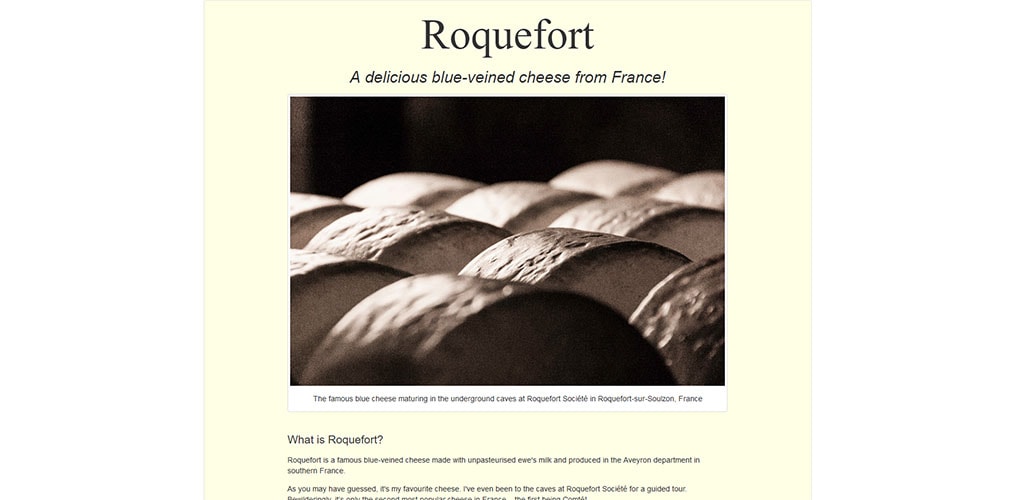 Roquefort
A delicious blue-veined cheese from France!
The famous blue cheese maturing in the underground caves at Roquefort Société in Roquefort-sur-Soulzon, France
What is Roquefort?
Roquefort is a famous blue-veined cheese made with unpasteurised ewe's milk and produced in the Aveyron department in
southern France.
As you may have guessed, it's my favourite cheese. I've even been to the caves at Roquefort Société for a guided tour.
Bewilderingly, it's only the second most popular cheese in France... the first being Comté!